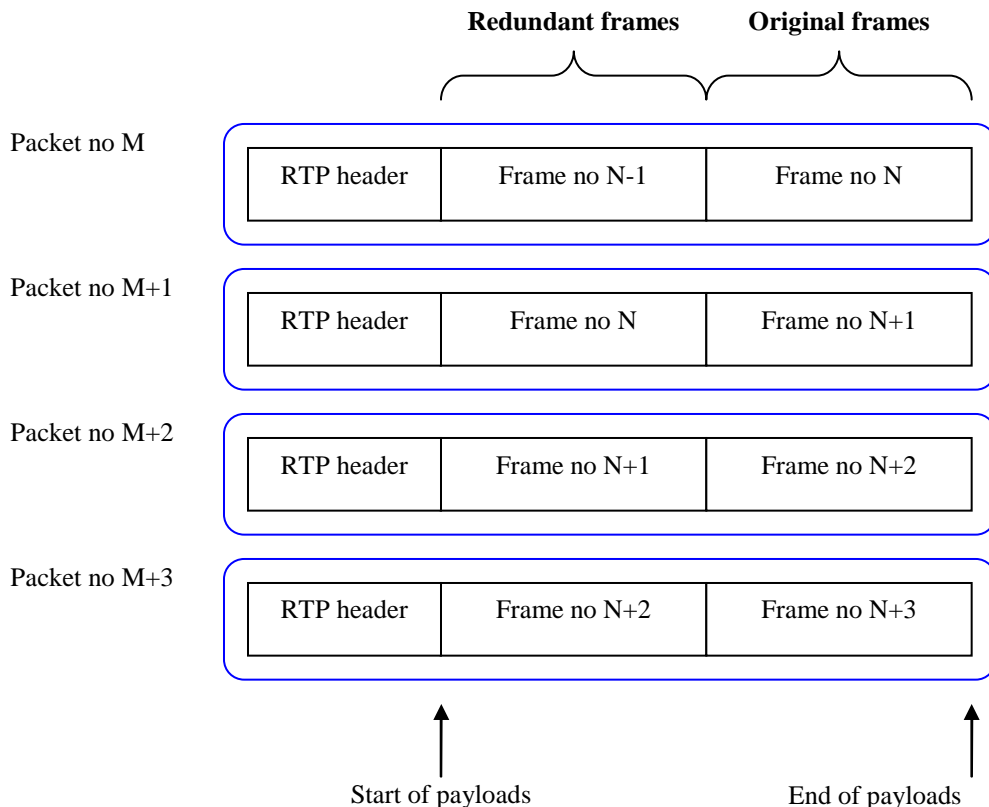 Redundant frames Original frames
Packet no M
RTP header Frame no N-1 Frame no N
Packet no M+1
RTP header Frame no N Frame no N+1
Packet no M+2
RTP header Frame no N+1 Frame no N+2
Packet no M+3
RTP header Frame no N+2 Frame no N+3
Start of payloads End of payloads